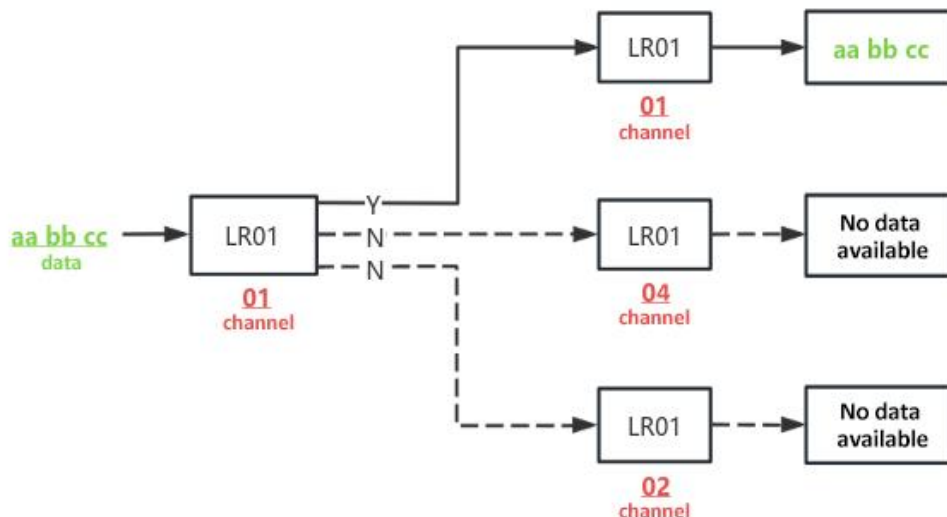 LR01
aa bb cc
01
channel
Y
aa bb cc
data
LR01
N
LR01
No data
available
N
01
channel
04
channel
LR01
No data
available
02
channel